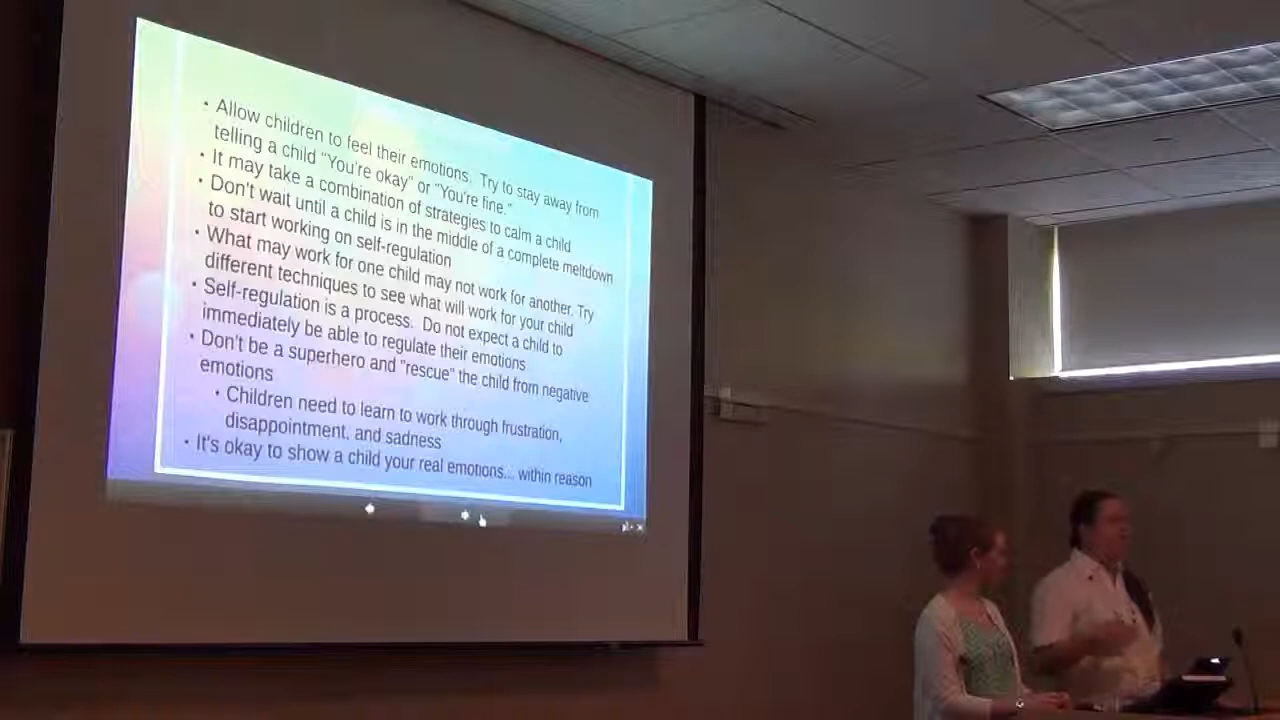 • Allow children to feel their emotions. Try to stay away from
telling a child "You're okay" or "You're fine."
• It may take a combination of strategies to calm a child
• Don't wait until a child is in the middle of a complete meltdown
to start working on self-regulation
• What may work for one child may not work for another. Try
different techniques to see what will work for your child
• Self-regulation is a process. Do not expect a child to
immediately be able to regulate their emotions
• Don't be a superhero and "rescue" the child from negative
emotions
• Children need to learn to work through frustration,
disappointment, and sadness
• It's okay to show a child your real emotions... within reason